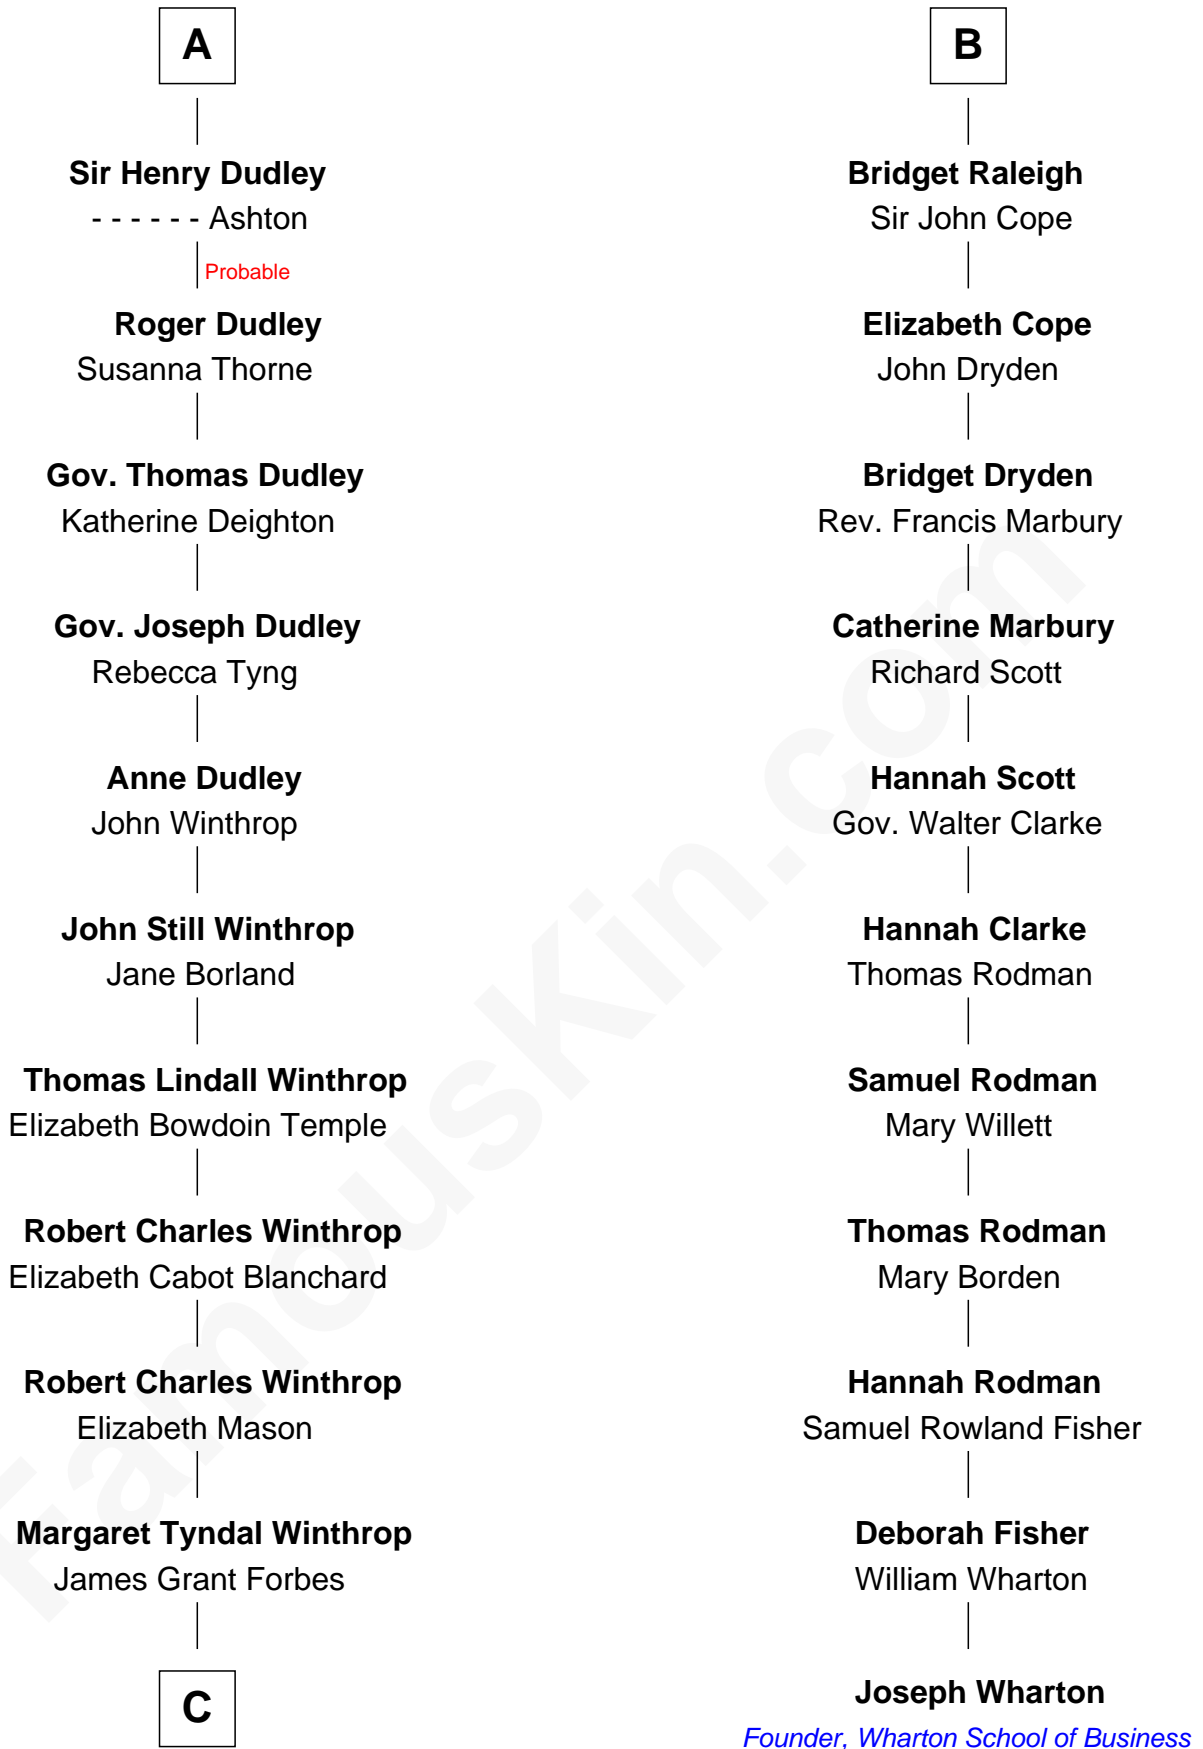 A
Sir Henry Dudley
- - - - - - Ashton
Probable
Roger Dudley
Susanna Thorne
Gov. Thomas Dudley
Katherine Deighton
Gov. Joseph Dudley
Rebecca Tyng
Anne Dudley
John Winthrop
John Still Winthrop
Jane Borland
Thomas Lindall Winthrop
Elizabeth Bowdoin Temple
Robert Charles Winthrop
Elizabeth Cabot Blanchard
Robert Charles Winthrop
Elizabeth Mason
Margaret Tyndal Winthrop
James Grant Forbes
C
B
Bridget Raleigh
Sir John Cope
Elizabeth Cope
John Dryden
Bridget Dryden
Rev. Francis Marbury
Catherine Marbury
Richard Scott
Hannah Scott
Gov. Walter Clarke
Hannah Clarke
Thomas Rodman
Samuel Rodman
Mary Willett
Thomas Rodman
Mary Borden
Hannah Rodman
Samuel Rowland Fisher
Deborah Fisher
William Wharton
Joseph Wharton
Founder, Wharton School of Business
FamousKin.com